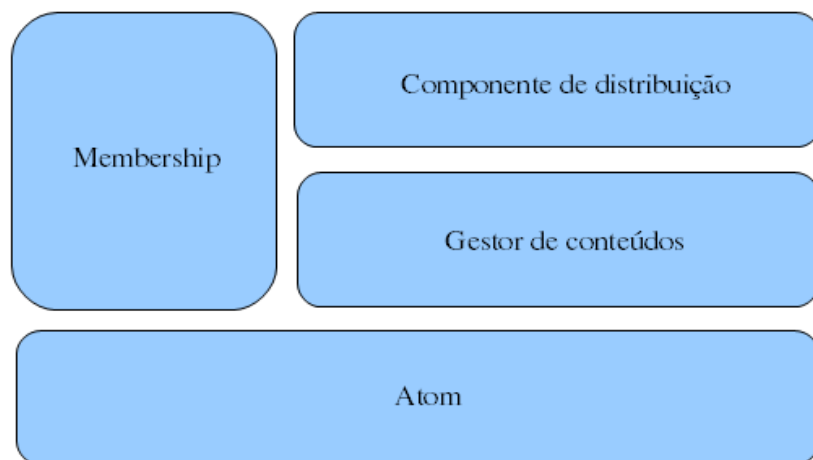 Membership
Componente de distribuição
Gestor de conteúdos
Atom